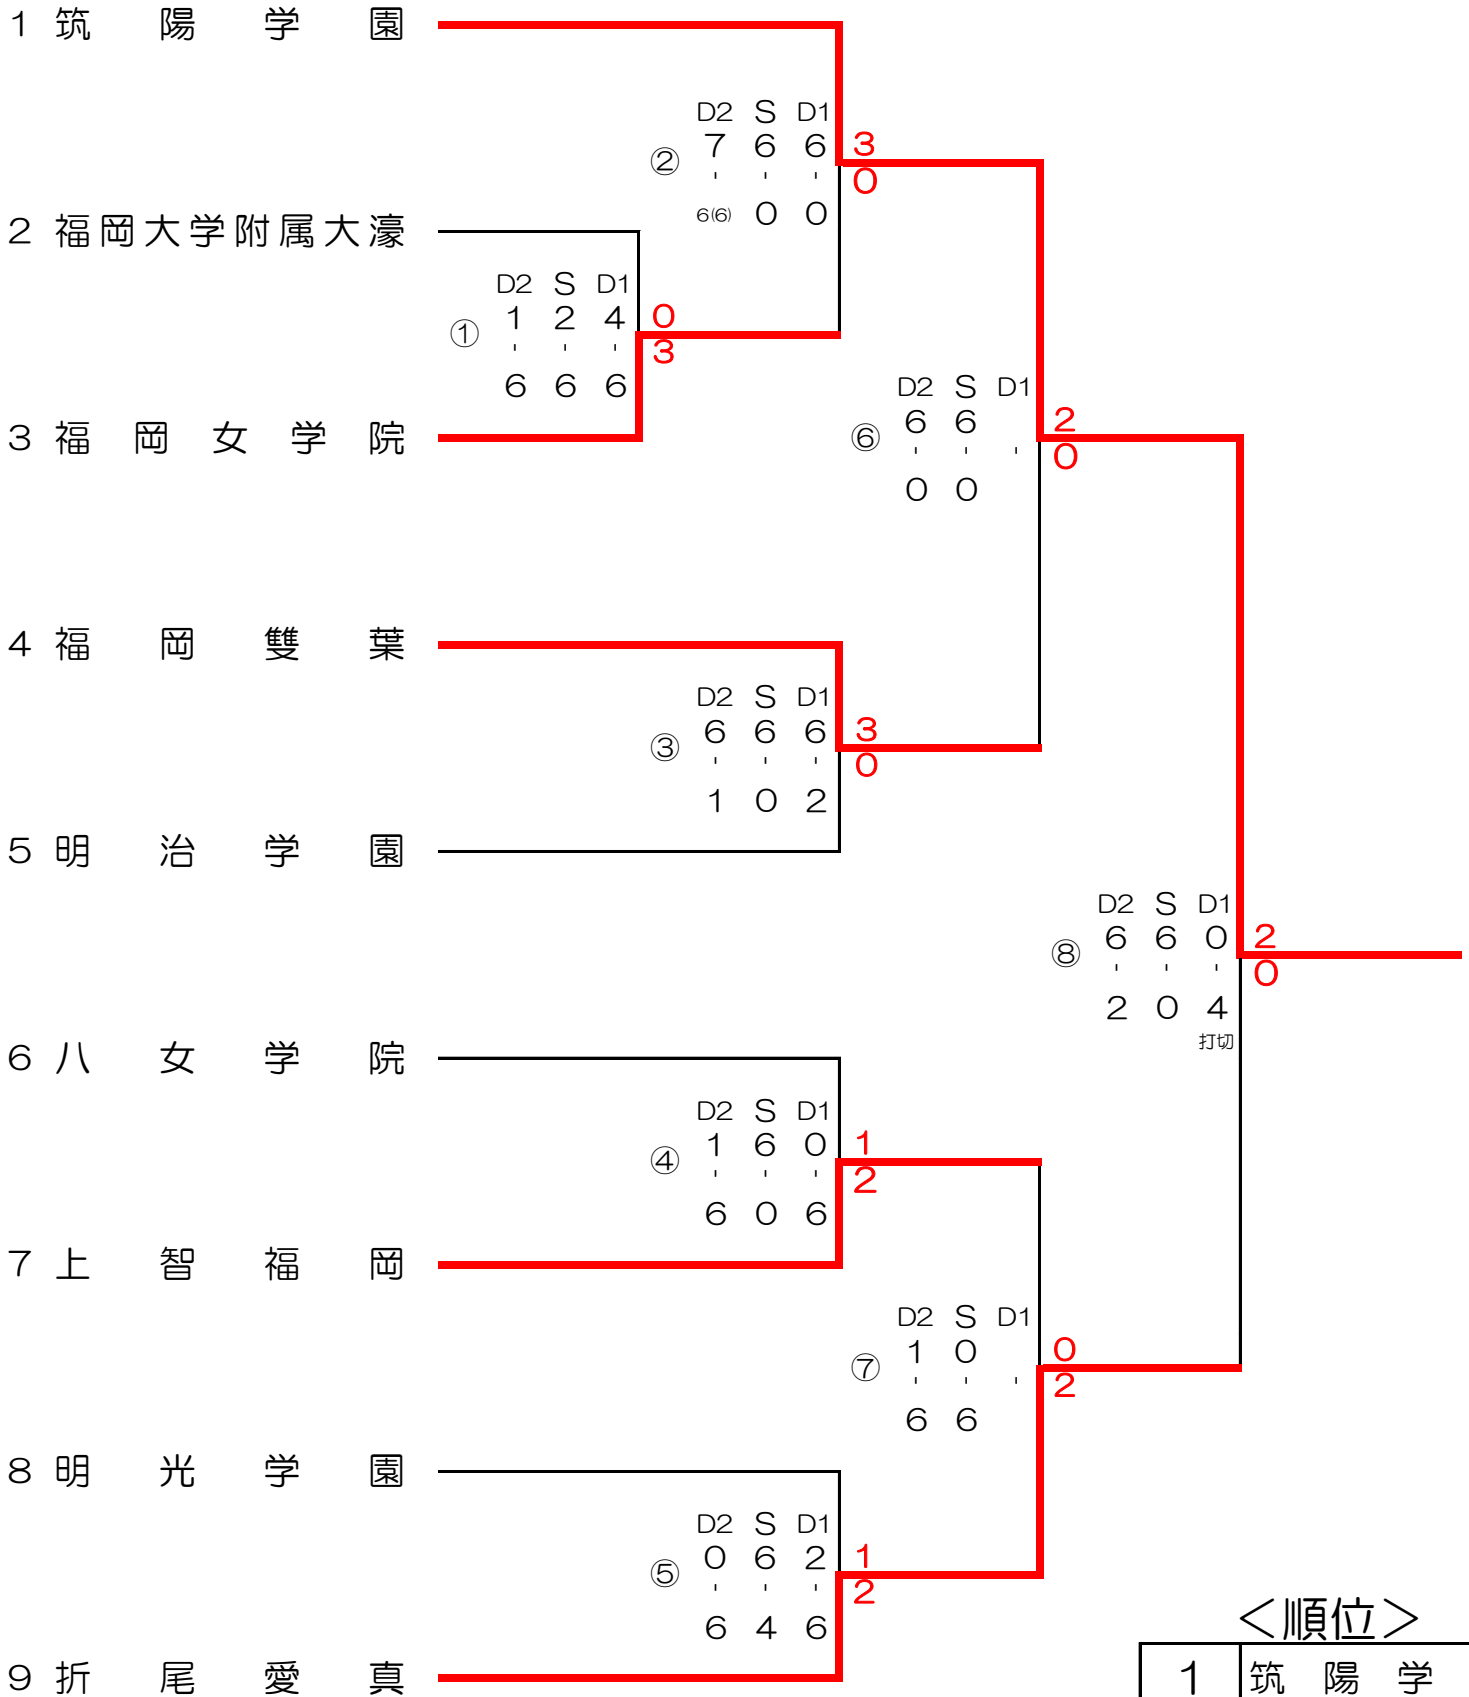 1 筑陽学園
D2 S D1
② 7 6 6 3
- - - 0
6(6) 0 0
2 福岡大学附属大濠
D2 S D1
① 1 2 4 0
- - - 3
6 6 6
3 福岡女学院
D2 S D1
⑥ 6 6 2
- - - 0
0 0
4 福岡雙葉
D2 S D1
③ 6 6 6 3
- - - 0
1 0 2
5 明治学園
D2 S D1
⑧ 6 6 0 2
- - - 0
2 0 4
打切
6 八女学院
D2 S D1
④ 1 6 0 1
- - - 2
6 0 6
7 上智福岡
D2 S D1
⑦ 1 0 0
- - - 2
6 6
8 明光学園
D2 S D1
⑤ 0 6 2 1
- - - 2
6 4 6
9 折尾愛真
＜順位＞
1 筑陽学